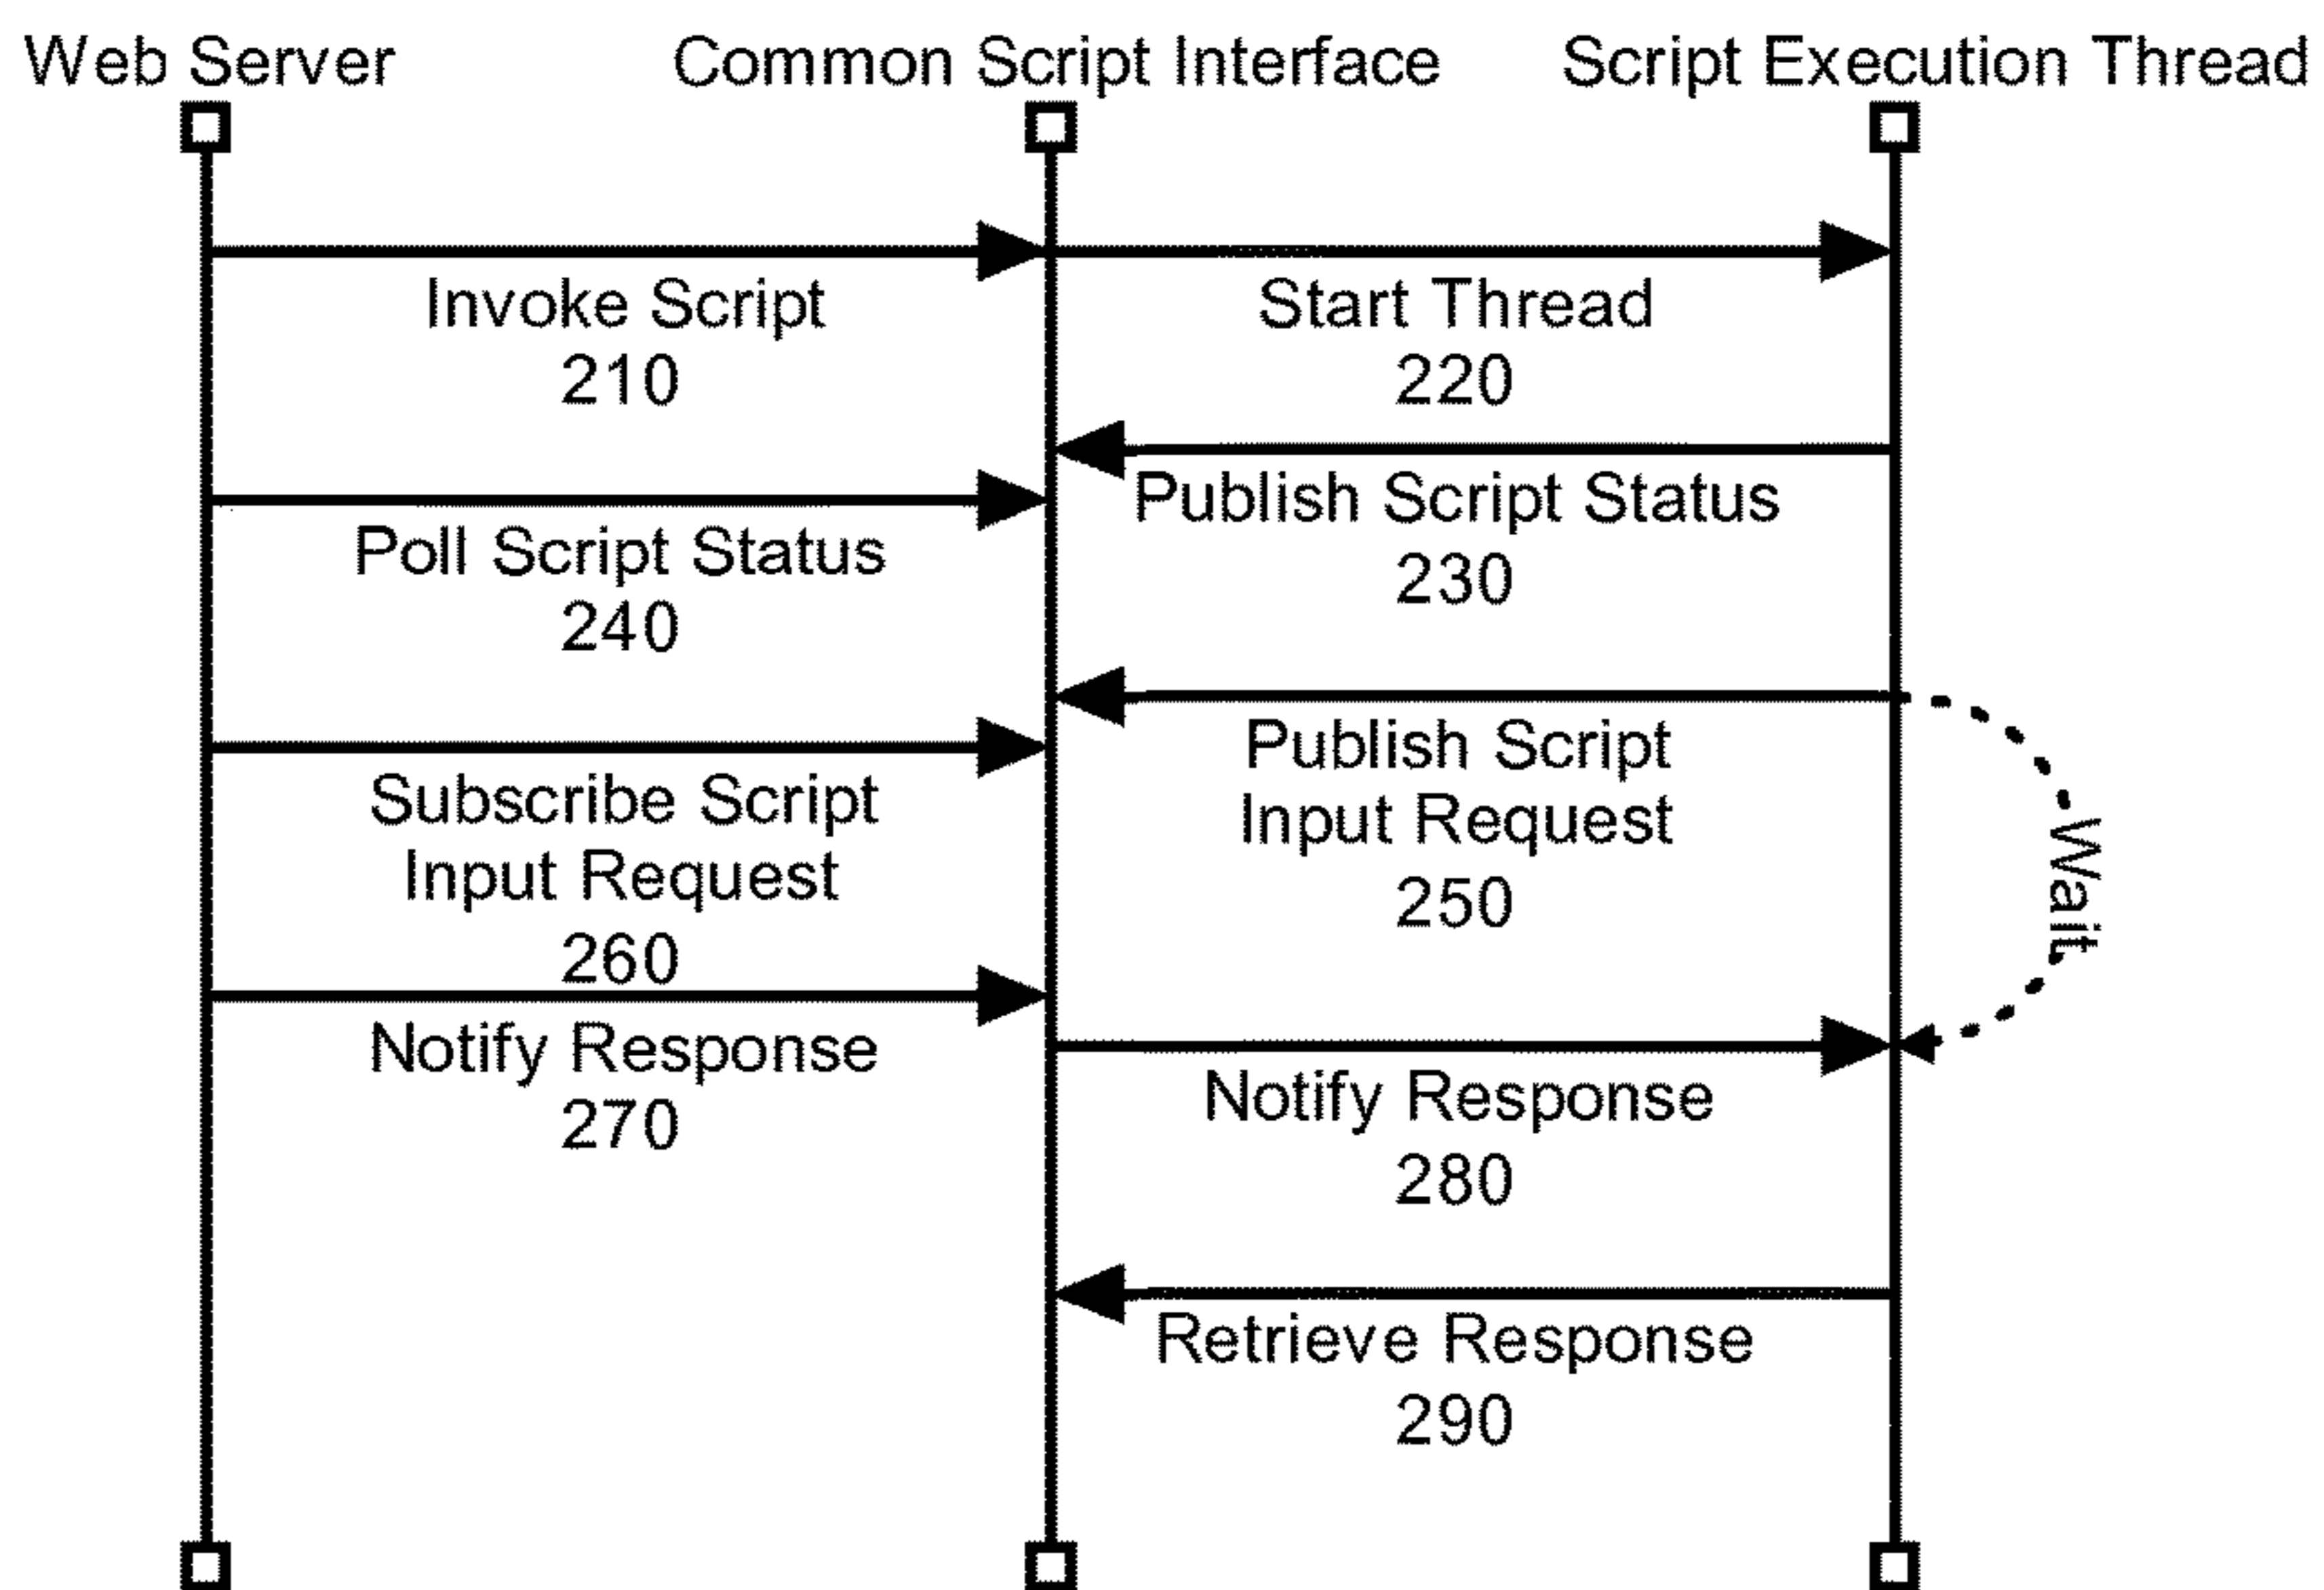 Web Server
Common Script Interface
Script Execution Thread
Invoke Script
210
Start Thread
220
Publish Script Status
230
Poll Script Status
240
Publish Script
Input Request
250
Subscribe Script
Input Request
260
Wait
Notify Response
270
Notify Response
280
Retrieve Response
290